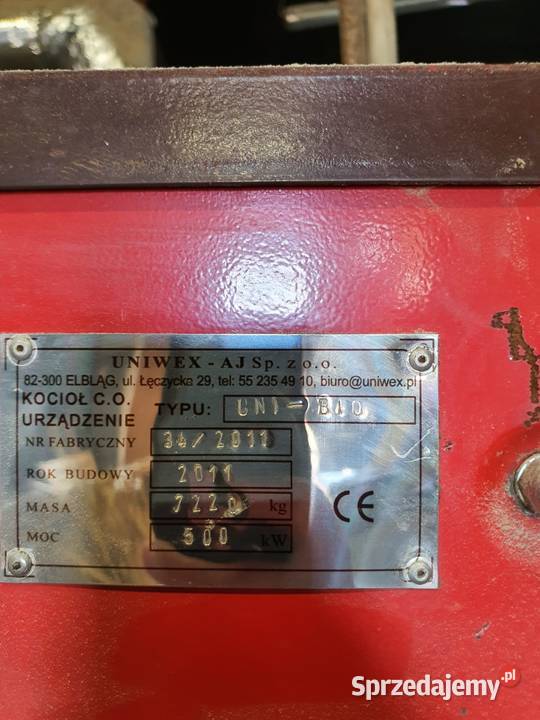 UNIWEX - AJ Sp. z o.o.
82-300 ELBLĄG, ul. Łęczycka 29, tel: 55 235 49 10, biuro@uniwex.pl
KOCIOŁ C.O.
URZĄDZENIE TYPU: UNI-BIO
NR FABRYCZNY 34/2011
ROK BUDOWY 2011
MASA 7220 kg
MOC 500 kW
CE
Sprzedajemy.pl